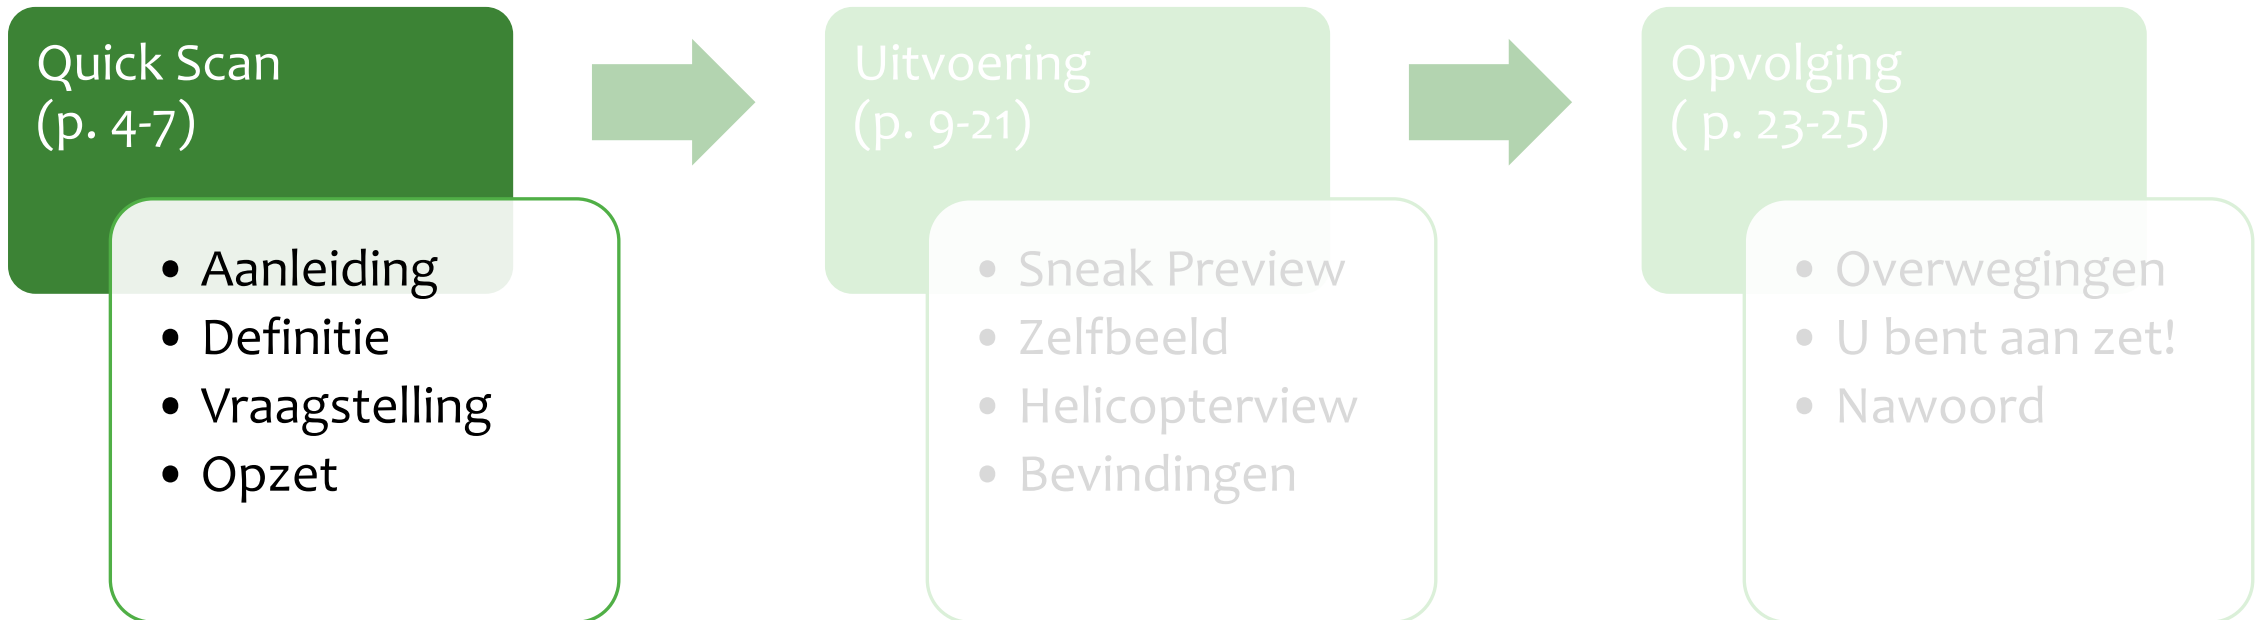 Quick Scan
(p. 4-7)
• Aanleiding
• Definitie
• Vraagstelling
• Opzet
Uitvoering
(p. 9-21)
• Sneak Preview
• Zelfbeeld
• Helicopterview
• Bevindingen
Opvolging
( p. 23-25)
• Overwegingen
• U bent aan zet!
• Nawoord